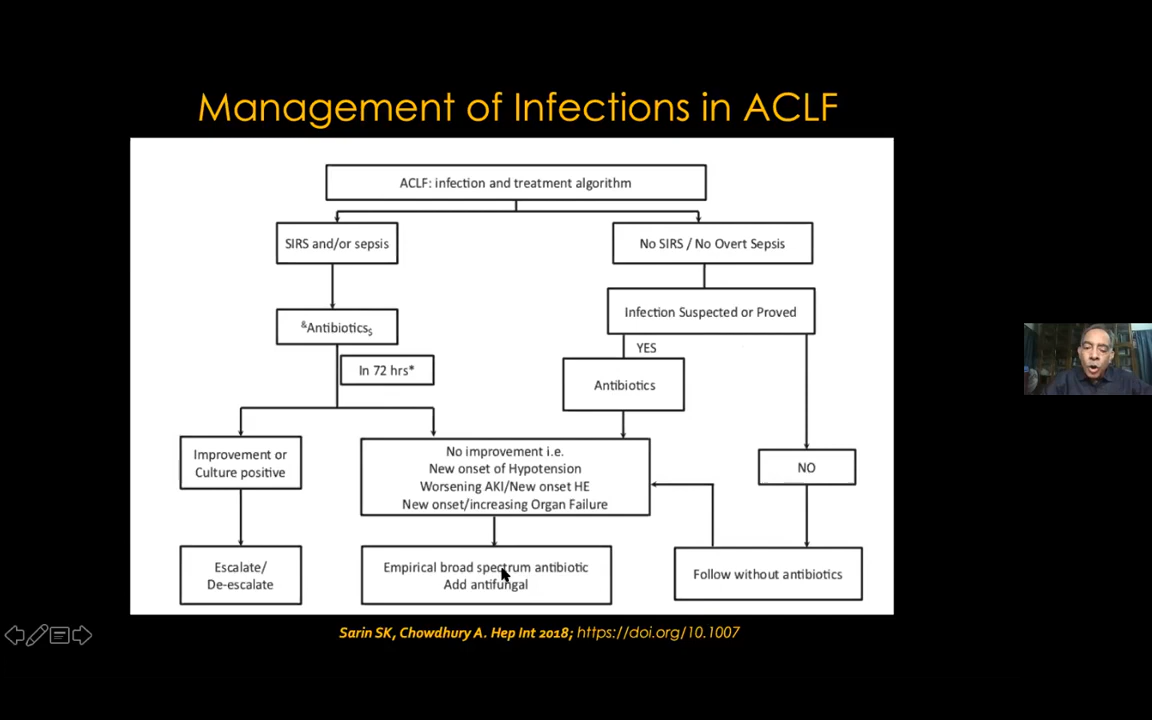 Management of Infections in ACLF
ACLF: infection and treatment algorithm
SIRS and/or sepsis
No SIRS / No Overt Sepsis
Infection Suspected or Proved
&Antibioticss
YES
In 72 hrs*
Antibiotics
Improvement or
Culture positive
No improvement i.e.
New onset of Hypotension
Worsening AKI/New onset HE
New onset/increasing Organ Failure
NO
Escalate/
De-escalate
Empirical broad spectrum antibiotic
Add antifungal
Follow without antibiotics
Sarin SK, Chowdhury A. Hep Int 2018; https://doi.org/10.1007